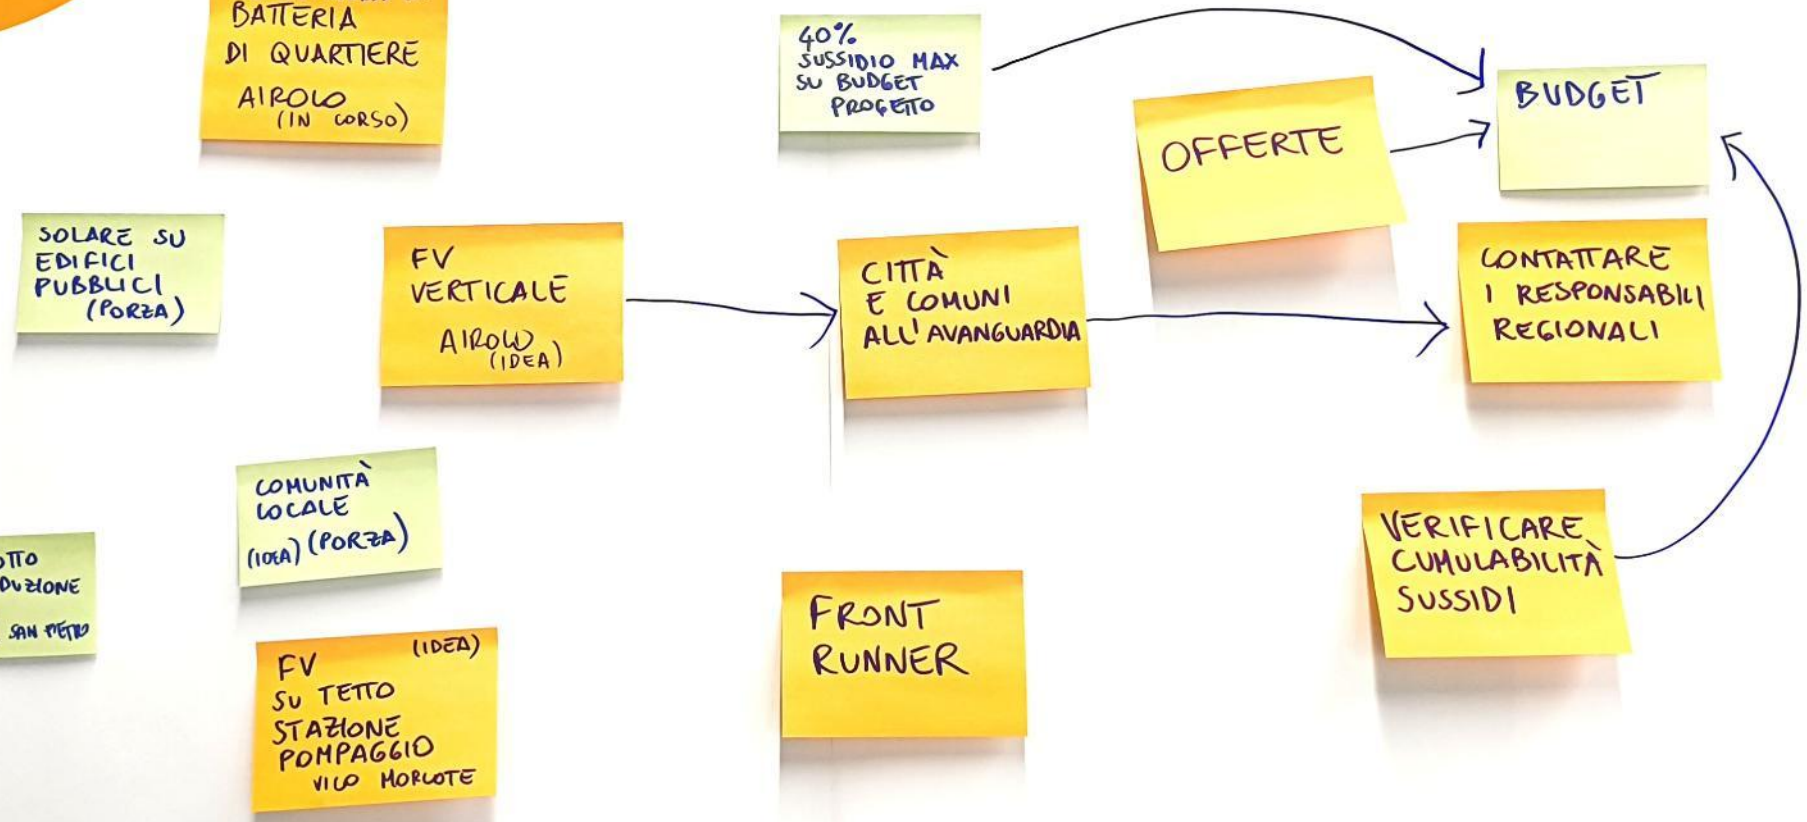 BATTERIA
DI QUARTIERE
AIROLO
(IN CORSO)
40%
SUSSIDIO MAX
SU BUDGET
PROGETTO
OFFERTE
BUDGET
SOLARE SU
EDIFICI
PUBBLICI
(PORZA)
FV
VERTICALE
AIROLO
(IDEA)
CITTÀ
E COMUNI
ALL'AVANGUARDIA
CONTATTARE
I RESPONSABILI
REGIONALI
COMUNITÀ
LOCALE
(IDEA) (PORZA)
VERIFICARE
CUMULABILITÀ
SUSSIDI
SAN PIETRO
FV (IDEA)
SU TETTO
STAZIONE
POMPAGGIO
VICO MORCOTE
FRONT
RUNNER